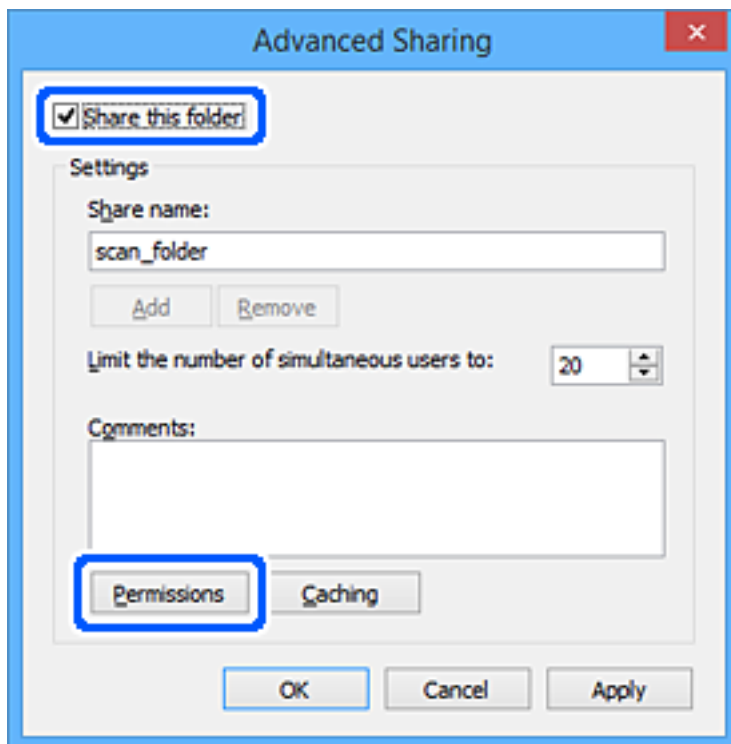 Advanced Sharing
Share this folder
Settings
Share name:
scan_folder
Add Remove
Limit the number of simultaneous users to: 20
Comments:
Permissions Caching
OK Cancel Apply